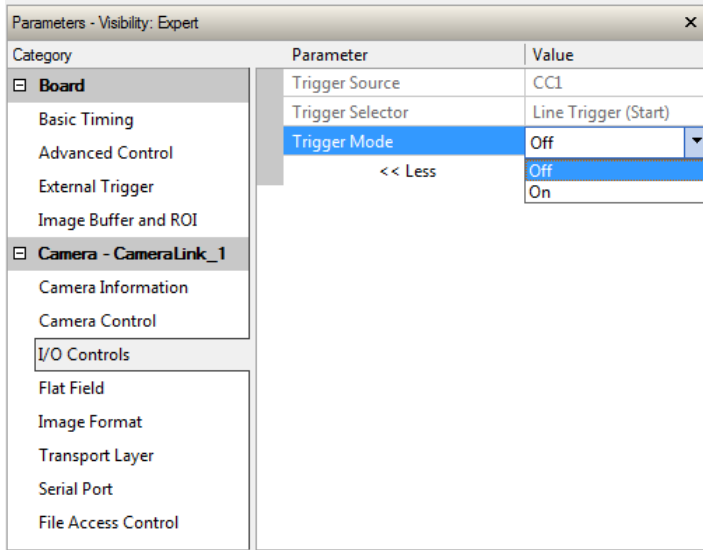 Parameters - Visibility: Expert
Category Parameter Value
Board
Basic Timing
Advanced Control
External Trigger
Image Buffer and ROI
Camera - CameraLink_1
Camera Information
Camera Control
I/O Controls
Flat Field
Image Format
Transport Layer
Serial Port
File Access Control
Trigger Source CC1
Trigger Selector Line Trigger (Start)
Trigger Mode Off
<< Less
Off
On